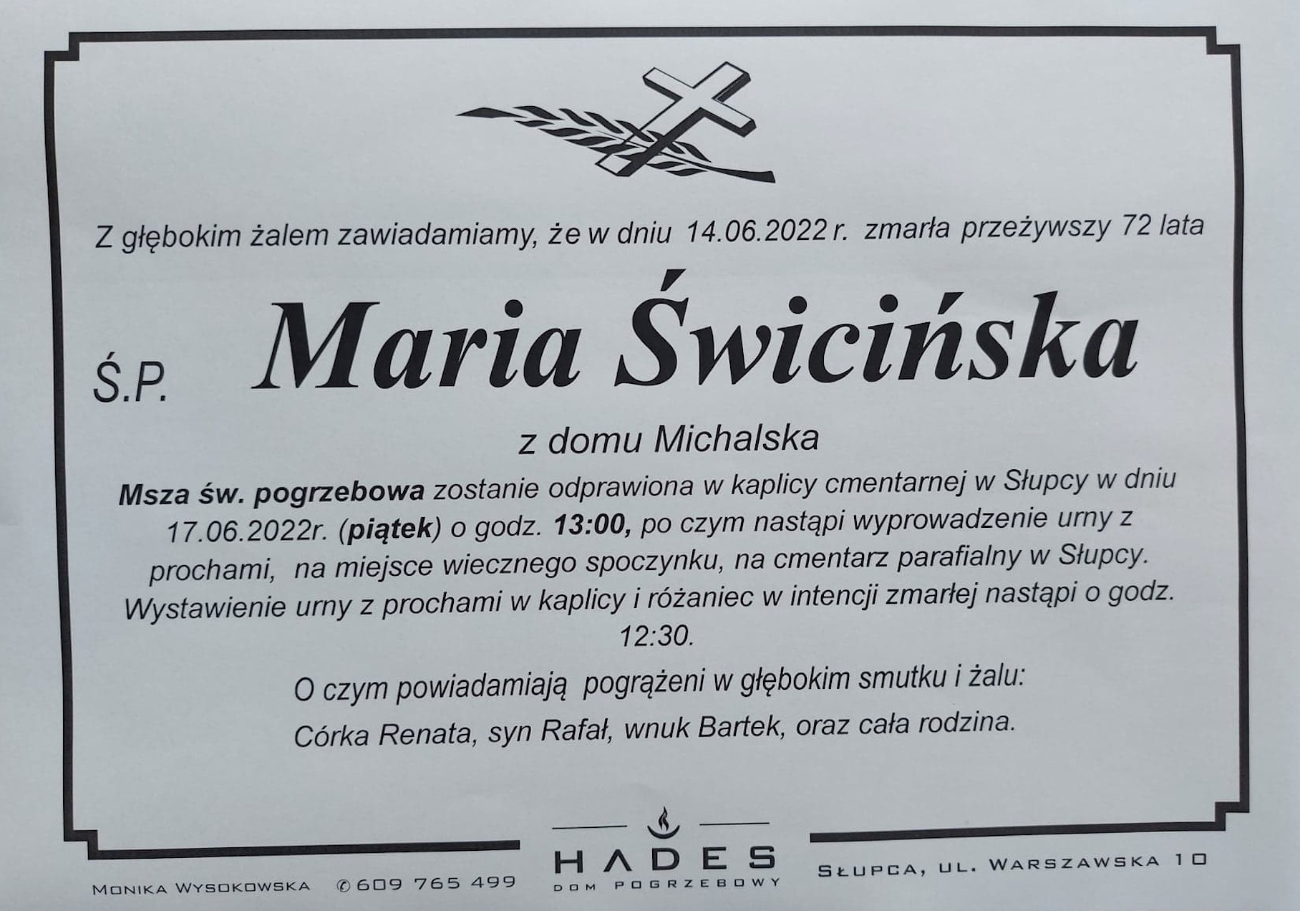 Z głębokim żalem zawiadamiamy, że w dniu 14.06.2022 r. zmarła przeżywszy 72 lata
Ś.P. Maria Świcińska
z domu Michalska
Msza św. pogrzebowa zostanie odprawiona w kaplicy cmentarnej w Słupcy w dniu
17.06.2022r. (piątek) o godz. 13:00, po czym nastąpi wyprowadzenie urny z
prochami, na miejsce wiecznego spoczynku, na cmentarz parafialny w Słupcy.
Wystawienie urny z prochami w kaplicy i różaniec w intencji zmarłej nastąpi o godz.
12:30.
O czym powiadamiają pogrążeni w głębokim smutku i żalu:
Córka Renata, syn Rafał, wnuk Bartek, oraz cała rodzina.
HADES
DOM POGRZEBOWY
Monika Wysokowska ✆609 765 499
Słupca, ul. Warszawska 10